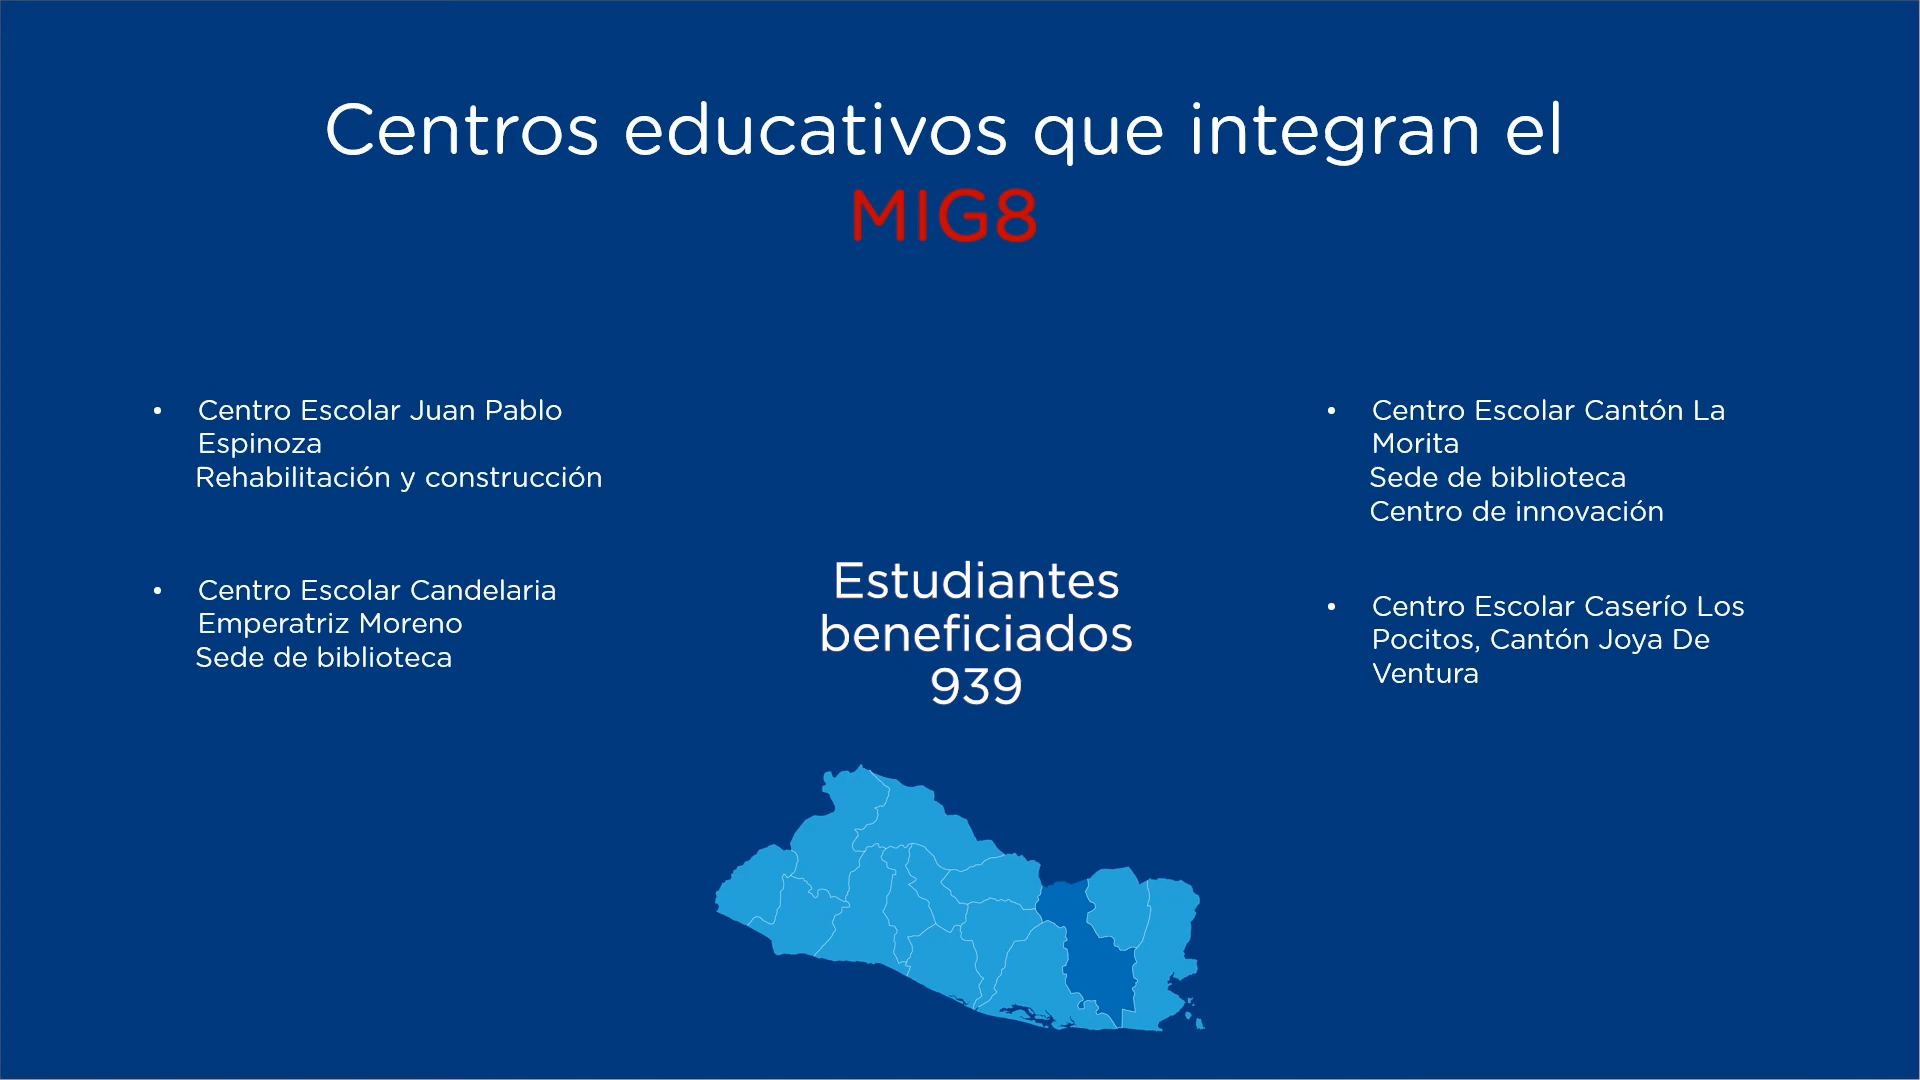 Centros educativos que integran el
MIG8
• Centro Escolar Juan Pablo
Espinoza
Rehabilitación y construcción
• Centro Escolar Candelaria
Emperatriz Moreno
Sede de biblioteca
Estudiantes
beneficiados
939
• Centro Escolar Cantón La
Morita
Sede de biblioteca
Centro de innovación
• Centro Escolar Caserío Los
Pocitos, Cantón Joya De
Ventura